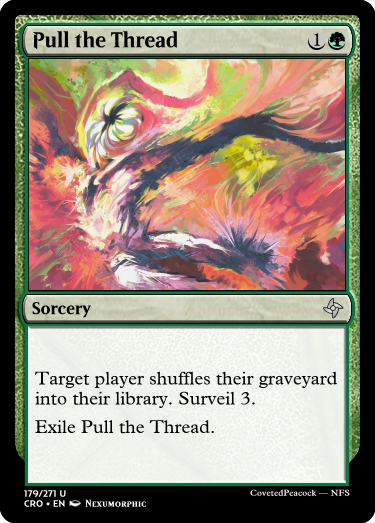 Pull the Thread 1
Sorcery
Target player shuffles their graveyard
into their library. Surveil 3.
Exile Pull the Thread.
179/271 U
CRO • EN Nexumorphic
CovetedPeacock — NFS